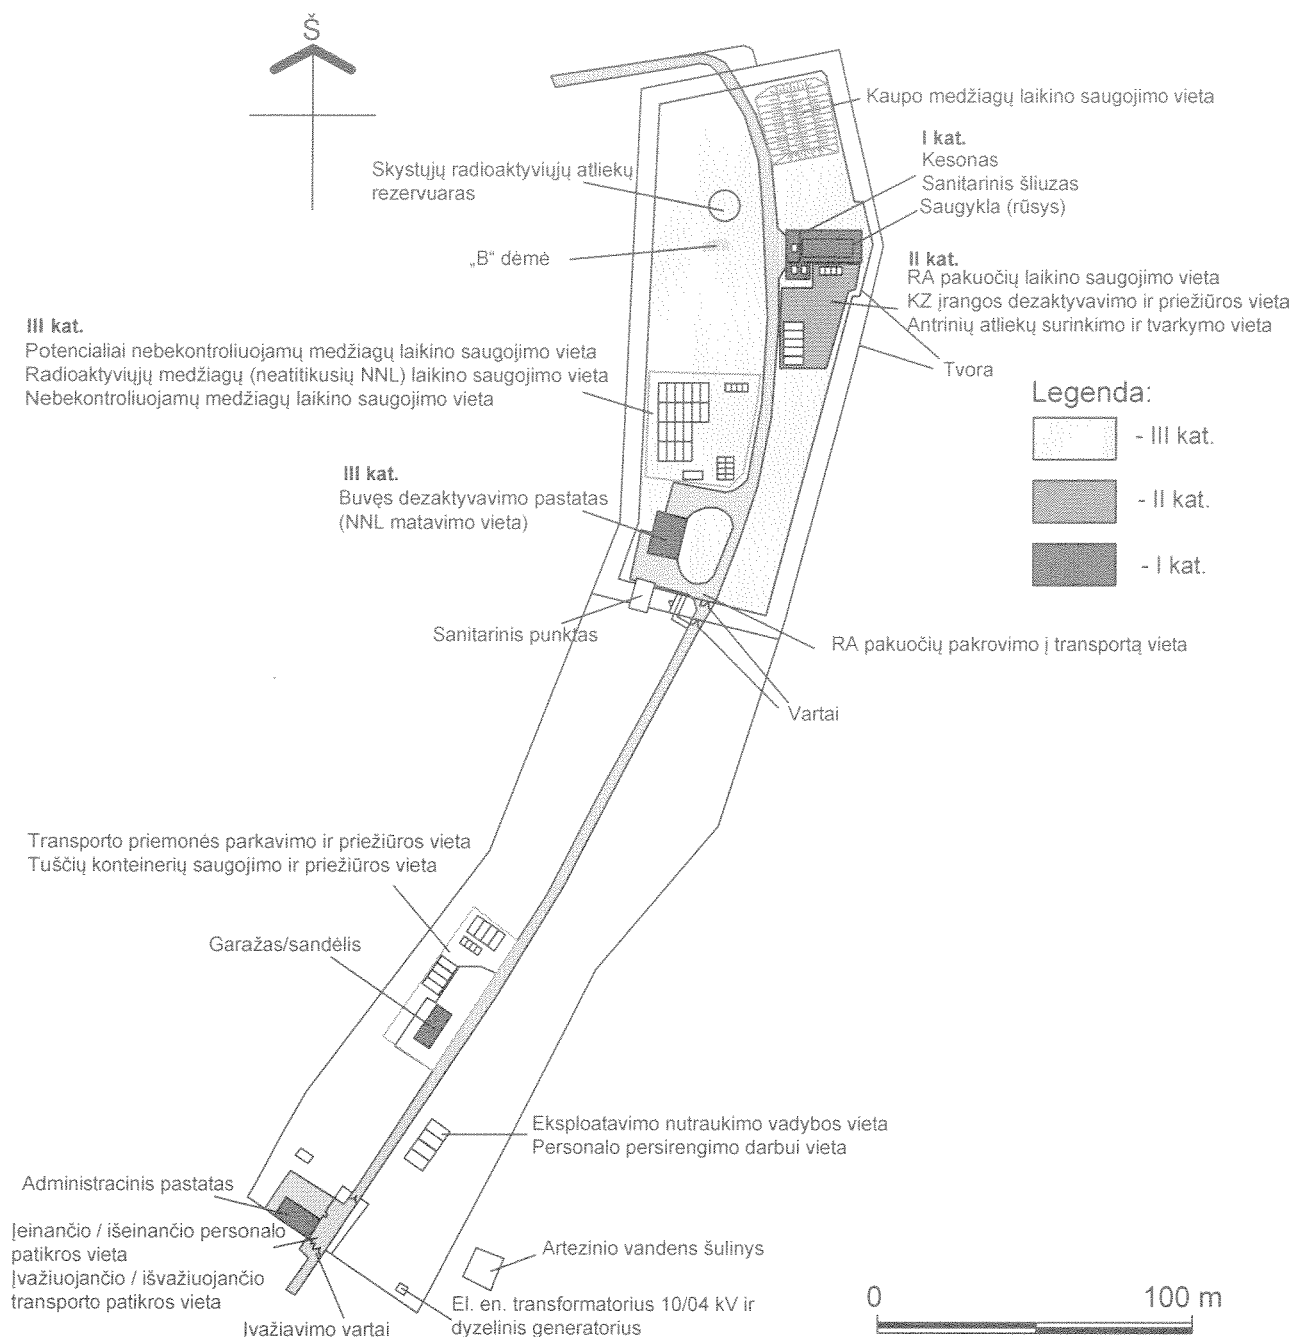 Š
Kaupo medžiagų laikino saugojimo vieta
I kat.
Kesonas
Sanitarinis šliuzas
Saugykla (rūsys)
Skystųjų radioaktyviųjų atliekų
rezervuaras
„B“ dėmė
II kat.
RA pakuočių laikino saugojimo vieta
KZ įrangos dezaktyvavimo ir priežiūros vieta
Antrinių atliekų surinkimo ir tvarkymo vieta
Tvora
III kat.
Potencialiai nebekontroliuojamų medžiagų laikino saugojimo vieta
Radioaktyviųjų medžiagų (neatitikusių NNL) laikino saugojimo vieta
Nebekontroliuojamų medžiagų laikino saugojimo vieta
Legenda:
- III kat.
- II kat.
- I kat.
III kat.
Buvęs dezaktyvavimo pastatas
(NNL matavimo vieta)
Sanitarinis punktas
RA pakuočių pakrovimo į transportą vieta
Vartai
Transporto priemonės parkavimo ir priežiūros vieta
Tuščių konteinerių saugojimo ir priežiūros vieta
Garažas/sandėlis
Eksploatavimo nutraukimo vadybos vieta
Personalo persirengimo darbui vieta
Administracinis pastatas
Įeinančio / išeinančio personalo
patikros vieta
Įvažiuojančio / išvažiuojančio
transporto patikros vieta
Įvažiavimo vartai
Artezinio vandens šulinys
El. en. transformatorius 10/04 kV ir
dyzelinis generatorius
0 100 m